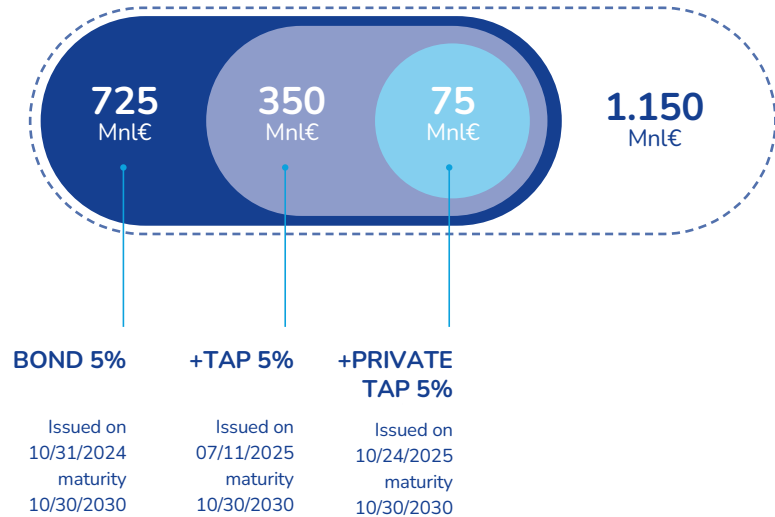 725
Mnl€
350
Mnl€
75
Mnl€
1.150
Mnl€
BOND 5%
Issued on
10/31/2024
maturity
10/30/2030
+TAP 5%
Issued on
07/11/2025
maturity
10/30/2030
+PRIVATE
TAP 5%
Issued on
10/24/2025
maturity
10/30/2030